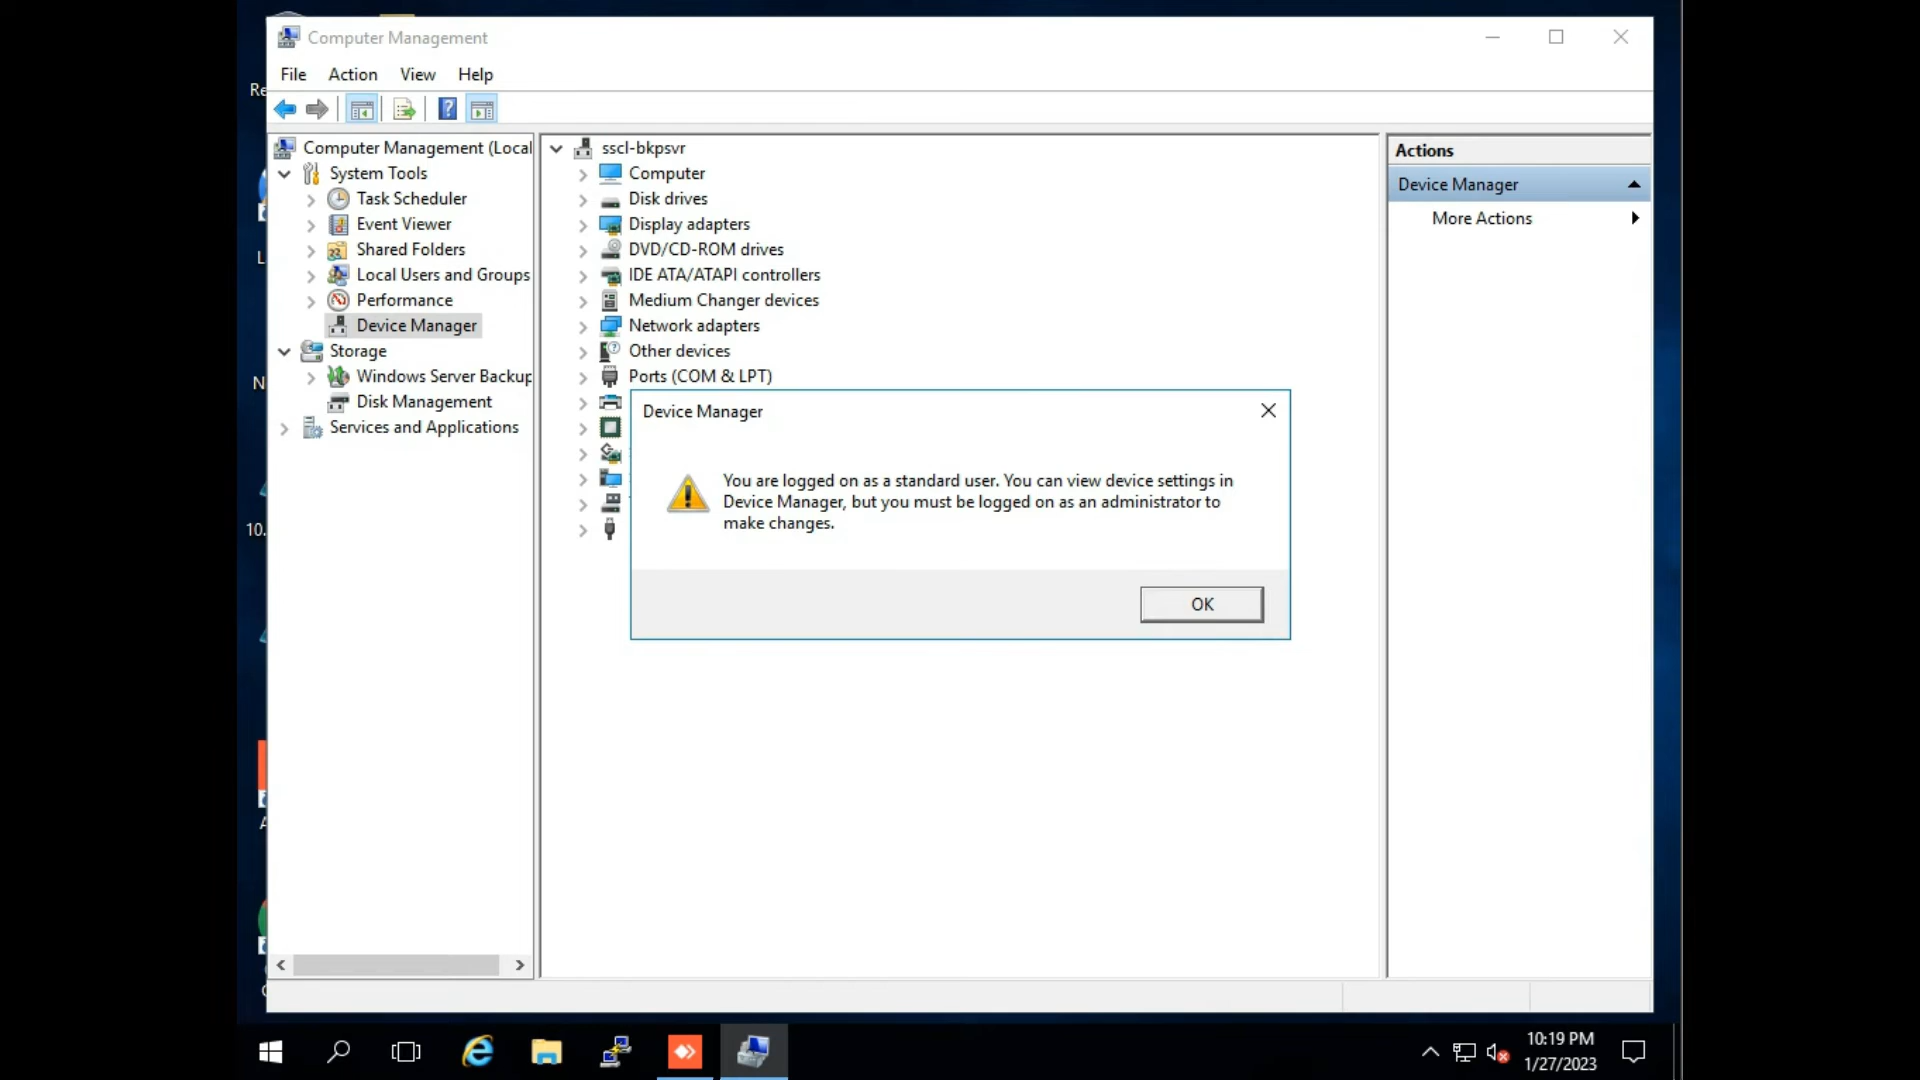 Computer Management
File Action View Help
Computer Management (Local
System Tools
Task Scheduler
Event Viewer
Shared Folders
Local Users and Groups
Performance
Device Manager
Storage
Windows Server Backup
Disk Management
Services and Applications
sscl-bkpsvr
Computer
Disk drives
Display adapters
DVD/CD-ROM drives
IDE ATA/ATAPI controllers
Medium Changer devices
Network adapters
Other devices
Ports (COM & LPT)
Device Manager
You are logged on as a standard user. You can view device settings in
Device Manager, but you must be logged on as an administrator to
make changes.
OK
Actions
Device Manager
More Actions
Re
L
N
10.
10:19 PM
1/27/2023